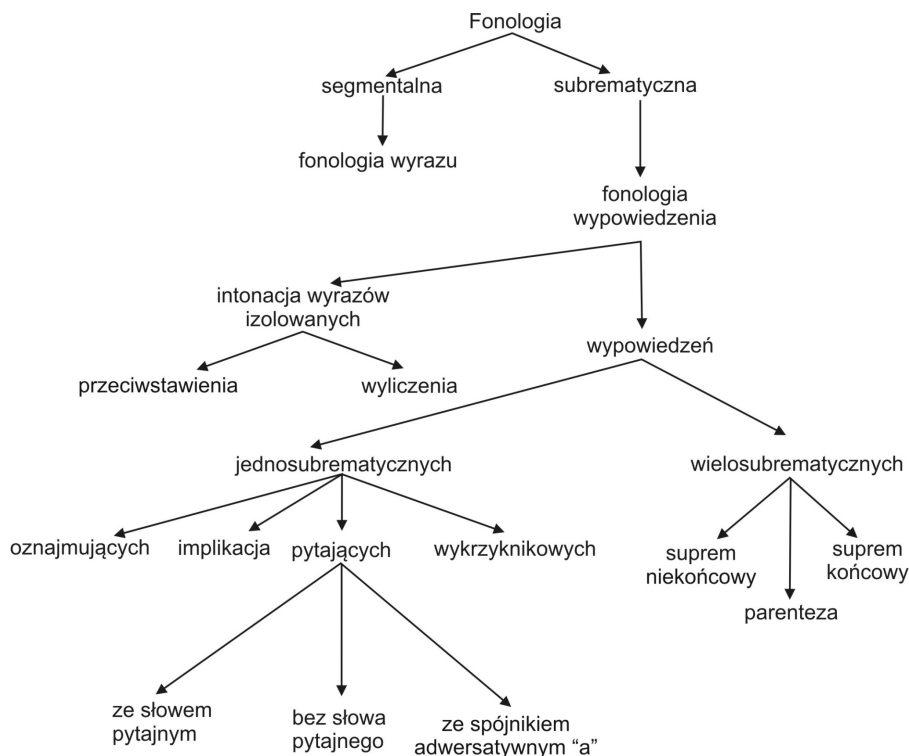 Fonologia
segmentalna
subrematyczna
fonologia wyrazu
fonologia
wypowiedzenia
intonacja wyrazów
izolowanych
wypowiedzeń
przeciwstawienia
wyliczenia
jednosubrematycznych
wielosubrematycznych
oznajmujących
implikacja
pytających
wykrzyknikowych
suprem
niekońcowy
suprem
końcowy
parenteza
ze słowem
pytajnym
bez słowa
pytajnego
ze spójnikiem
adwersatywnym “a”